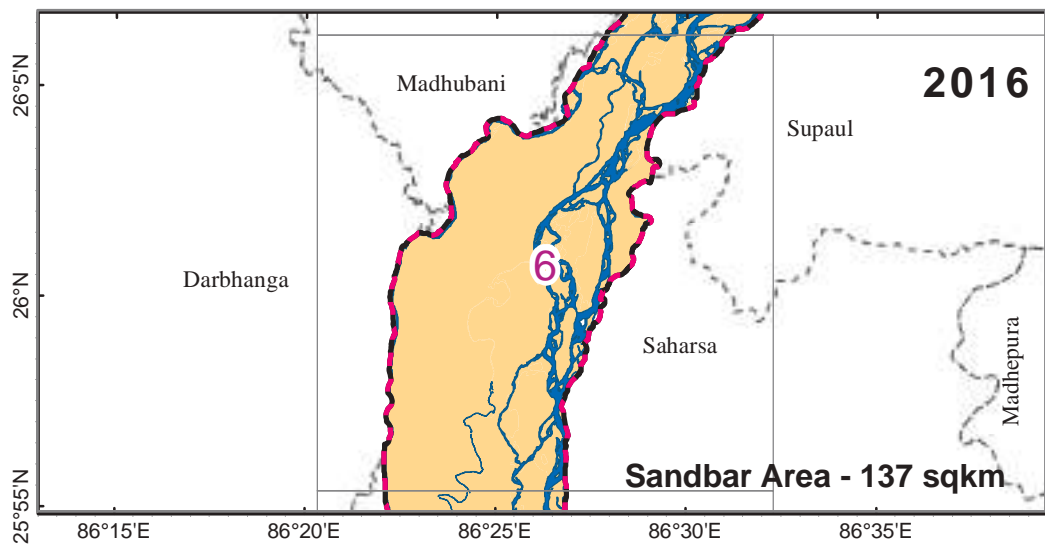 2016
26°5'N
Madhubani
Supaul
6
Darbhanga
26°N
Saharsa
Madhepura
Sandbar Area - 137 sqkm
25°55'N
86°15'E 86°20'E 86°25'E 86°30'E 86°35'E